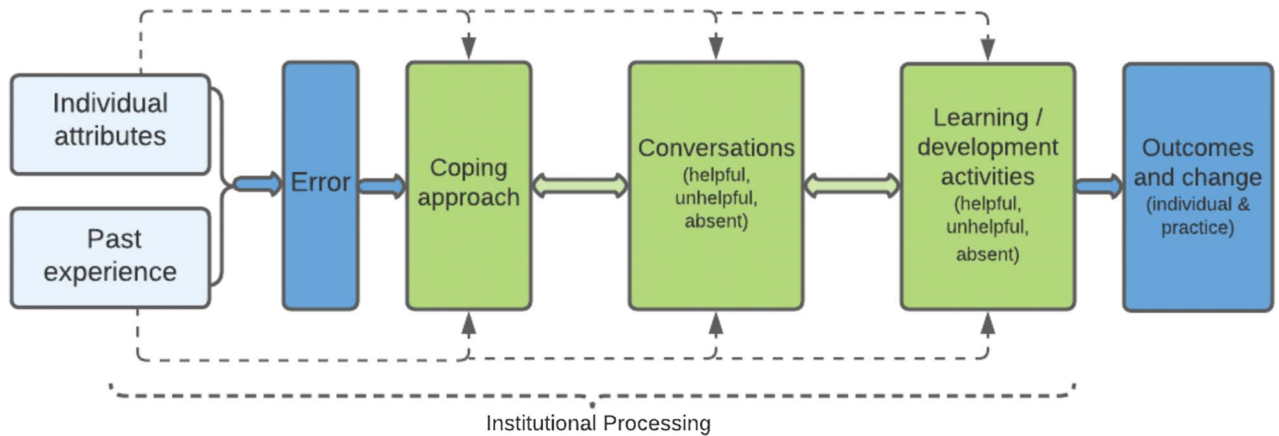 Individual
attributes
Past
experience
Error
Coping
approach
Conversations
(helpful,
unhelpful,
absent)
Learning /
development
activities
(helpful,
unhelpful,
absent)
Outcomes
and change
(individual &
practice)
Institutional Processing